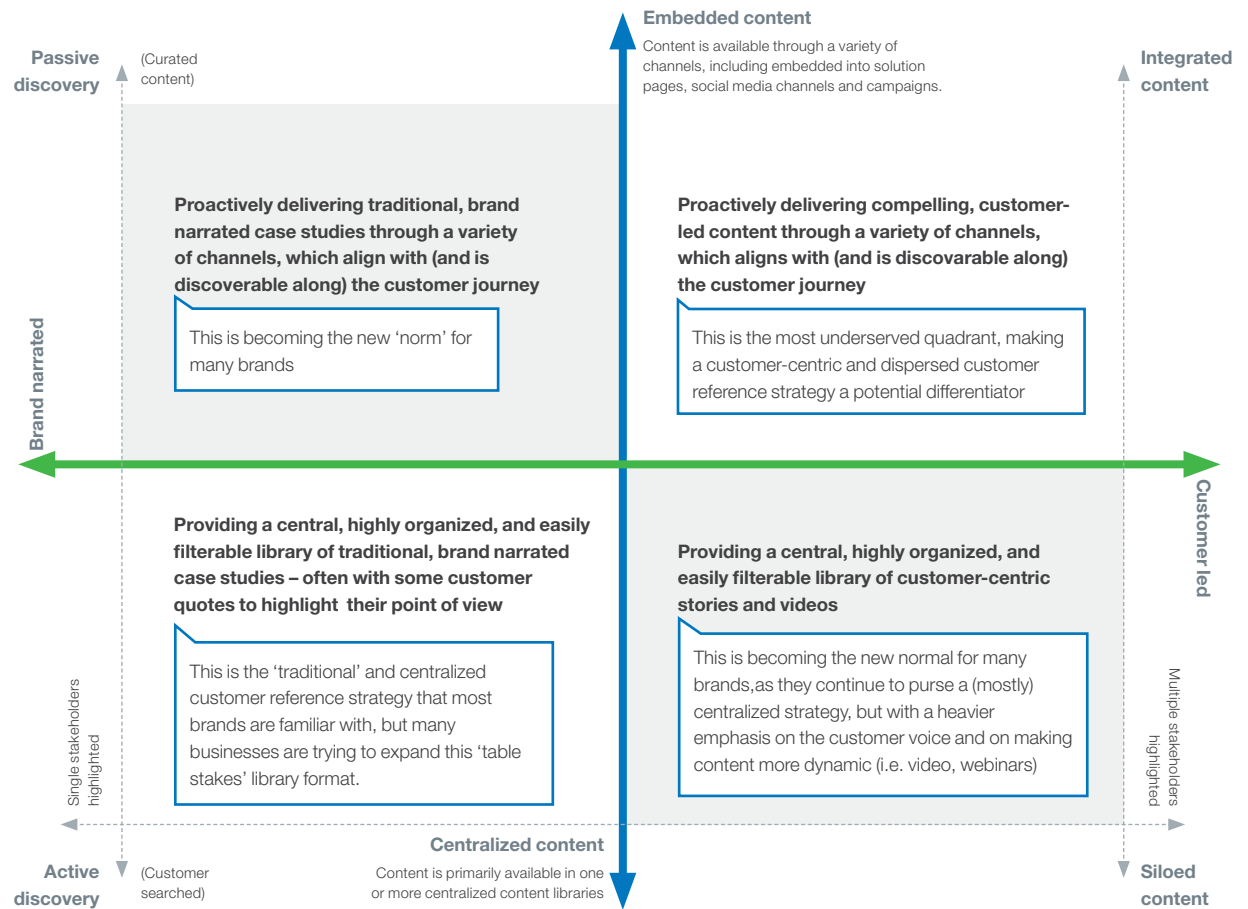 Embedded content
Content is available through a variety of
channels, including embedded into solution
pages, social media channels and campaigns.
Passive
discovery
(Curated
content)
Integrated
content
Proactively delivering traditional, brand
narrated case studies through a variety
of channels, which align with (and is
discoverable along) the customer journey
This is becoming the new ‘norm’ for
many brands
Proactively delivering compelling, customer-
led content through a variety of channels,
which aligns with (and is discovarable along)
the customer journey
This is the most underserved quadrant, making
a customer-centric and dispersed customer
reference strategy a potential differentiator
Brand narrated
Customer led
Providing a central, highly organized, and easily
filterable library of traditional, brand narrated
case studies – often with some customer
quotes to highlight their point of view
This is the ‘traditional’ and centralized
customer reference strategy that most
brands are familiar with, but many
businesses are trying to expand this ‘table
stakes’ library format.
Providing a central, highly organized, and
easily filterable library of customer-centric
stories and videos
This is becoming the new normal for many
brands,as they continue to purse a (mostly)
centralized strategy, but with a heavier
emphasis on the customer voice and on making
content more dynamic (i.e. video, webinars)
Single stakeholders
highlighted
Multiple stakeholders
highlighted
Centralized content
Content is primarily available in one
or more centralized content libraries
Active
discovery
(Customer
searched)
Siloed
content